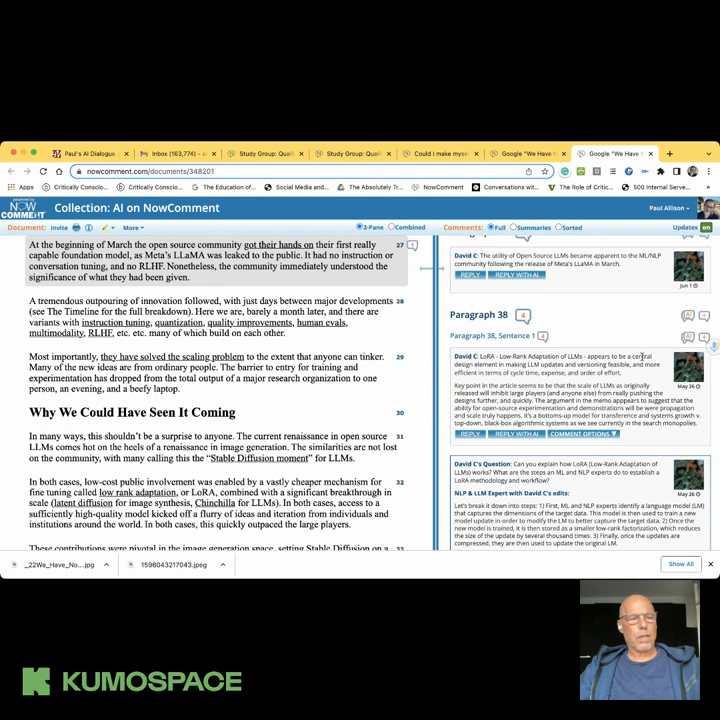 Paul's AI Dialogue
Inbox (163,774) - al
Study Group: Quali
Study Group: Quali
Could I make myse
Google "We Have N
Google "We Have N
nowcomment.com/documents/348201
Apps
Critically Conscio...
Critically Conscio...
The Education of...
Social Media and...
The Absolutely Tr...
NowComment
Conversations wit...
The Role of Critic...
500 Internal Serve...
powered by
NOW COMMENT
Collection: AI on NowComment
Paul Allison
Document: Invite
More
2-Pane Combined
Comments: Full Summaries Sorted
Updates on
At the beginning of March the open source community got their hands on their first really 27
capable foundation model, as Meta's LLaMA was leaked to the public. It had no instruction or
conversation tuning, and no RLHF. Nonetheless, the community immediately understood the
significance of what they had been given.
A tremendous outpouring of innovation followed, with just days between major developments 28
(see The Timeline for the full breakdown). Here we are, barely a month later, and there are
variants with instruction tuning, quantization, quality improvements, human evals,
multimodality, RLHF, etc. etc. many of which build on each other.
Most importantly, they have solved the scaling problem to the extent that anyone can tinker. 29
Many of the new ideas are from ordinary people. The barrier to entry for training and
experimentation has dropped from the total output of a major research organization to one
person, an evening, and a beefy laptop.
Why We Could Have Seen It Coming 30
In many ways, this shouldn't be a surprise to anyone. The current renaissance in open source 31
LLMs comes hot on the heels of a renaissance in image generation. The similarities are not lost
on the community, with many calling this the "Stable Diffusion moment" for LLMs.
In both cases, low-cost public involvement was enabled by a vastly cheaper mechanism for 32
fine tuning called low rank adaptation, or LoRA, combined with a significant breakthrough in
scale (latent diffusion for image synthesis, Chinchilla for LLMs). In both cases, access to a
sufficiently high-quality model kicked off a flurry of ideas and iteration from individuals and
institutions around the world. In both cases, this quickly outpaced the large players.
These contributions were pivotal in the image generation space, setting Stable Diffusion on a 33
David C: The utility of Open Source LLMs became apparent to the ML/NLP
community following the release of Meta's LLaMA in March.
Jun 1
REPLY REPLY WITH AI
Paragraph 38 4
AI +
Paragraph 38, Sentence 1 4
AI +
David C: LoRA - Low-Rank Adaptation of LLMs - appears to be a central
design element in making LLM updates and versioning feasible, and more
efficient in terms of cycle time, expense, and order of effort.
May 26
Key point in the article seems to be that the scale of LLMs as originally
released will inhibit large players (and anyone else) from really pushing the
designs further, and quickly. The argument in the memo appears to suggest that the
ability for open-source experimentation and demonstrations will be were propagation
and scale truly happens. It's a bottoms-up model for transference and systems growth v.
top-down, black-box algorithmic systems as we see currently in the search monopolies.
REPLY REPLY WITH AI COMMENT OPTIONS
David C's Question: Can you explain how LoRA (Low-Rank Adaptation of
LLMs) works? What are the steps an ML and NLP experts do to establish a
LoRA methodology and workflow?
May 26
NLP & LLM Expert with David C's edits:
Let's break it down into steps: 1) First, ML and NLP experts identify a language model (LM)
that captures the dimensions of the target data. This model is then used to train a new
model update in-order to modify the LM to better capture the target data. 2) Once the
new model is trained, it is then stored as a smaller low-rank factorization, which reduces
the size of the update by several thousand times. 3) Finally, once the updates are
compressed, they are then used to update the original LM.
_22We_Have_No....jpg
1596043217043.jpeg
Show All
KUMOSPACE